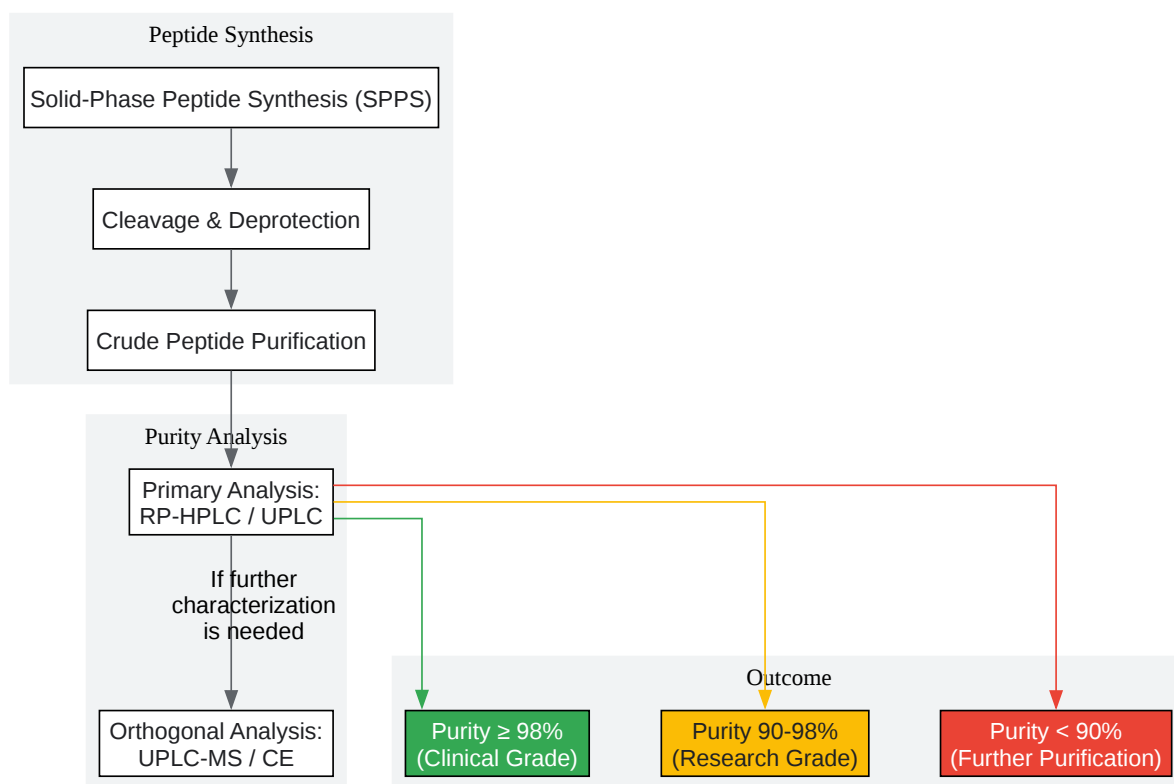 Peptide Synthesis
Solid-Phase Peptide Synthesis (SPPS)
Cleavage & Deprotection
Crude Peptide Purification
Purity Analysis
Primary Analysis:
RP-HPLC / UPLC
If further
characterization
is needed
Orthogonal Analysis:
UPLC-MS / CE
Outcome
Purity ≥ 98%
(Clinical Grade)
Purity 90-98%
(Research Grade)
Purity < 90%
(Further Purification)